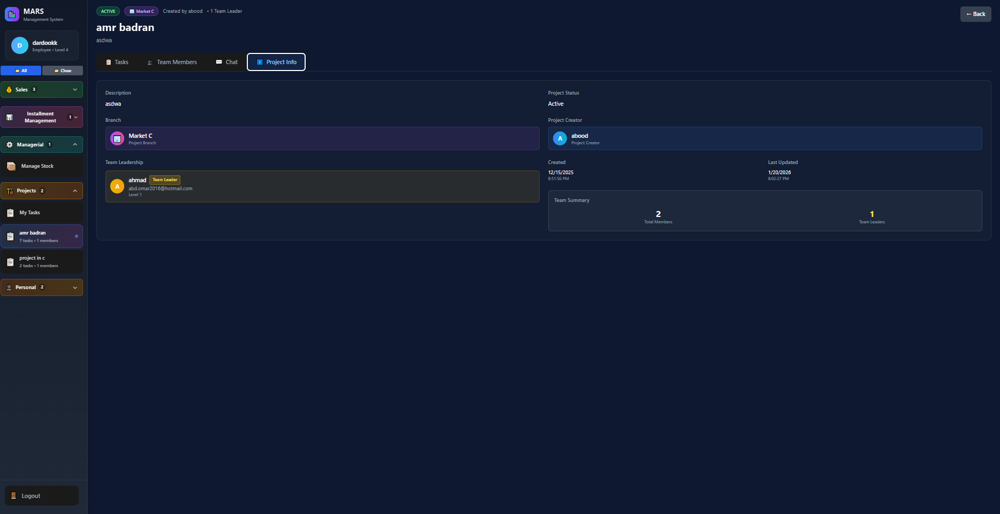 MARS
Management System
D
dardookk
Employee • Level 4
All
Close
Sales 3
Installment
Management 1
Managerial 1
Manage Stock
Projects 2
My Tasks
amr badran
7 tasks • 1 members
project in c
2 tasks • 1 members
Personal 2
Logout
ACTIVE Market C Created by abood • 1 Team Leader
← Back
amr badran
asdwa
Tasks Team Members Chat Project Info
Description
asdwa
Branch
Market C
Project Branch
Team Leadership
A
ahmad Team Leader
abd.omar2016@hotmail.com
Level 1
Project Status
Active
Project Creator
A
abood
Project Creator
Created
12/15/2025
8:51:56 PM
Last Updated
1/20/2026
8:02:27 PM
Team Summary
2
Total Members
1
Team Leaders